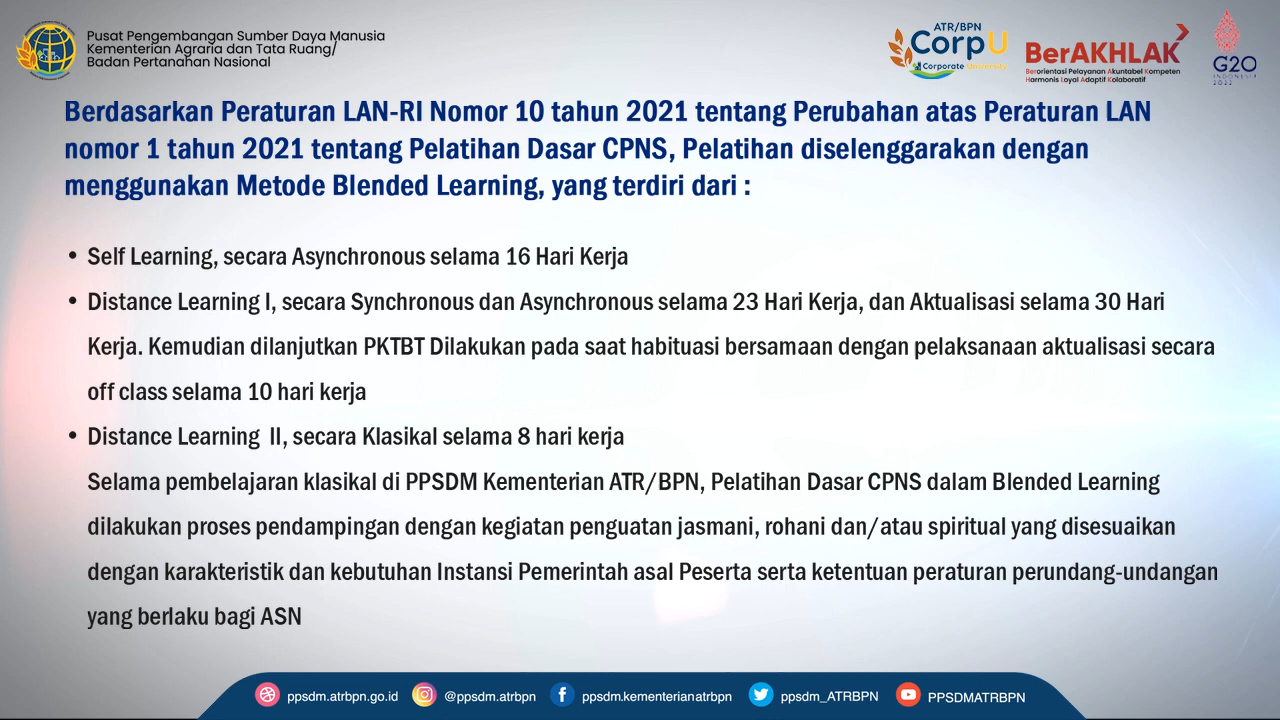 Pusat Pengembangan Sumber Daya Manusia
Kementerian Agraria dan Tata Ruang/
Badan Pertanahan Nasional
ATR/BPN
CorpU
Corporate University
BerAKHLAK
Berorientasi Pelayanan Akuntabel Kompeten
Harmonis Loyal Adaptif Kolaboratif
G20
INDONESIA
2022
Berdasarkan Peraturan LAN-RI Nomor 10 tahun 2021 tentang Perubahan atas Peraturan LAN
nomor 1 tahun 2021 tentang Pelatihan Dasar CPNS, Pelatihan diselenggarakan dengan
menggunakan Metode Blended Learning, yang terdiri dari :
• Self Learning, secara Asynchronous selama 16 Hari Kerja
• Distance Learning I, secara Synchronous dan Asynchronous selama 23 Hari Kerja, dan Aktualisasi selama 30 Hari
Kerja. Kemudian dilanjutkan PKTBT Dilakukan pada saat habituasi bersamaan dengan pelaksanaan aktualisasi secara
off class selama 10 hari kerja
• Distance Learning II, secara Klasikal selama 8 hari kerja
Selama pembelajaran klasikal di PPSDM Kementerian ATR/BPN, Pelatihan Dasar CPNS dalam Blended Learning
dilakukan proses pendampingan dengan kegiatan penguatan jasmani, rohani dan/atau spiritual yang disesuaikan
dengan karakteristik dan kebutuhan Instansi Pemerintah asal Peserta serta ketentuan peraturan perundang-undangan
yang berlaku bagi ASN
ppsdm.atrbpn.go.id @ppsdm.atrbpn ppsdm.kementerianatrbpn ppsdm_ATRBPN PPSDMATRBPN